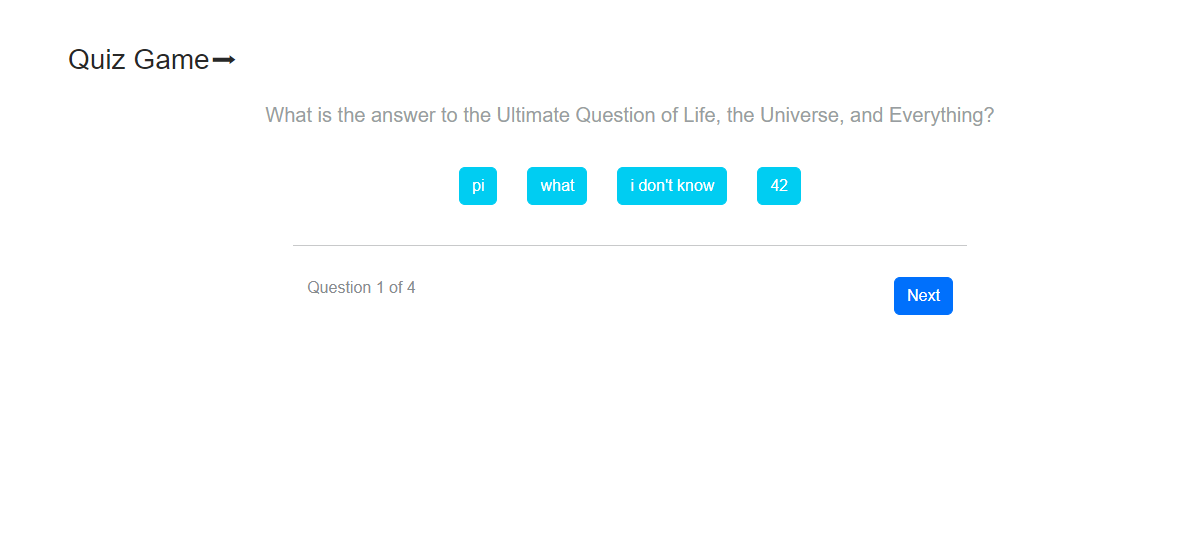 Quiz Game
What is the answer to the Ultimate Question of Life, the Universe, and Everything?
pi what i don't know 42
Question 1 of 4 Next